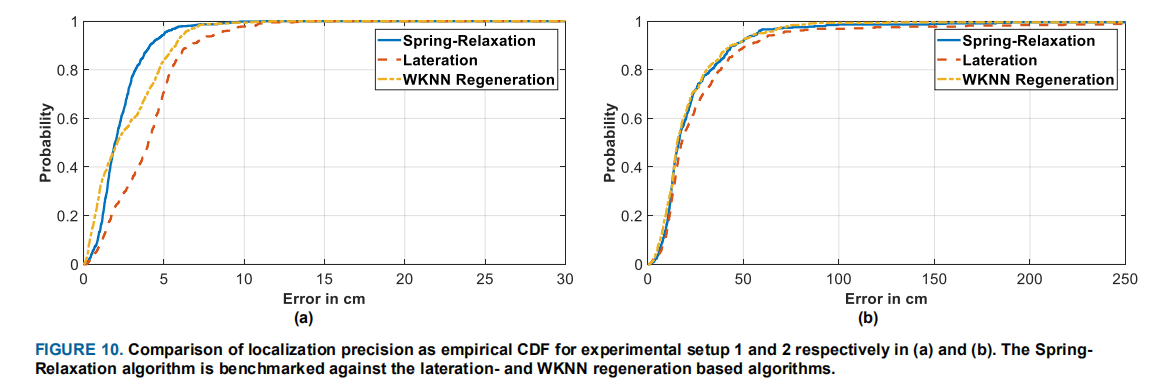 1
0.8
0.6
0.4
0.2
0
Probability
Spring-Relaxation
Lateration
WKNN Regeneration
0 5 10 15 20 25 30
Error in cm
(a)
1
0.8
0.6
0.4
0.2
0
Probability
Spring-Relaxation
Lateration
WKNN Regeneration
0 50 100 150 200 250
Error in cm
(b)
FIGURE 10. Comparison of localization precision as empirical CDF for experimental setup 1 and 2 respectively in (a) and (b). The Spring-
Relaxation algorithm is benchmarked against the lateration- and WKNN regeneration based algorithms.